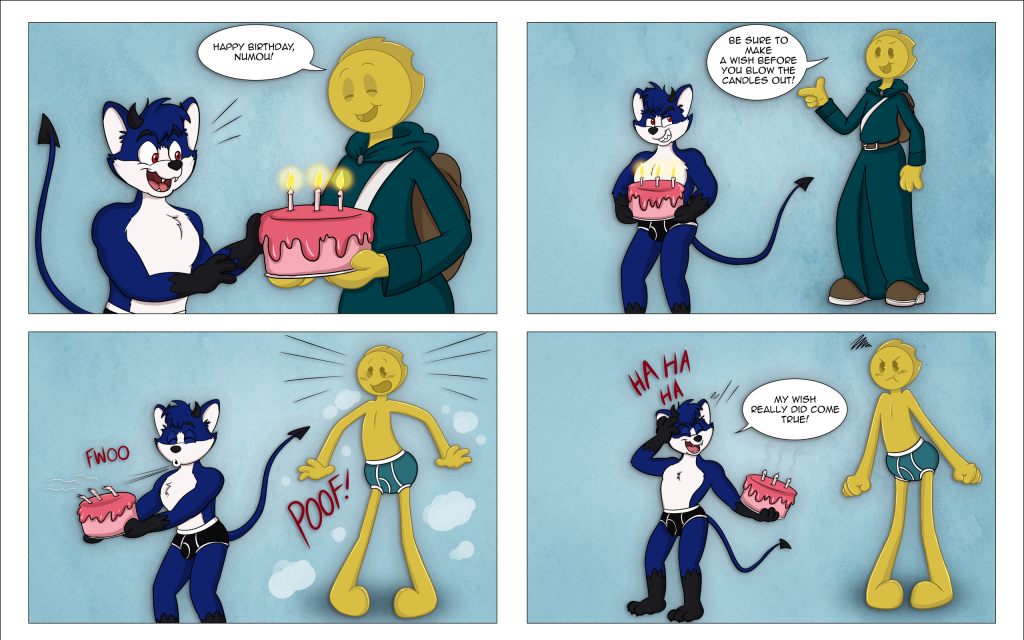 HAPPY BIRTHDAY,
NUMOU!
BE SURE TO
MAKE
A WISH BEFORE
YOU BLOW THE
CANDLES OUT!
FWOO
POOF!
HA HA
HA
MY WISH
REALLY DID COME
TRUE!